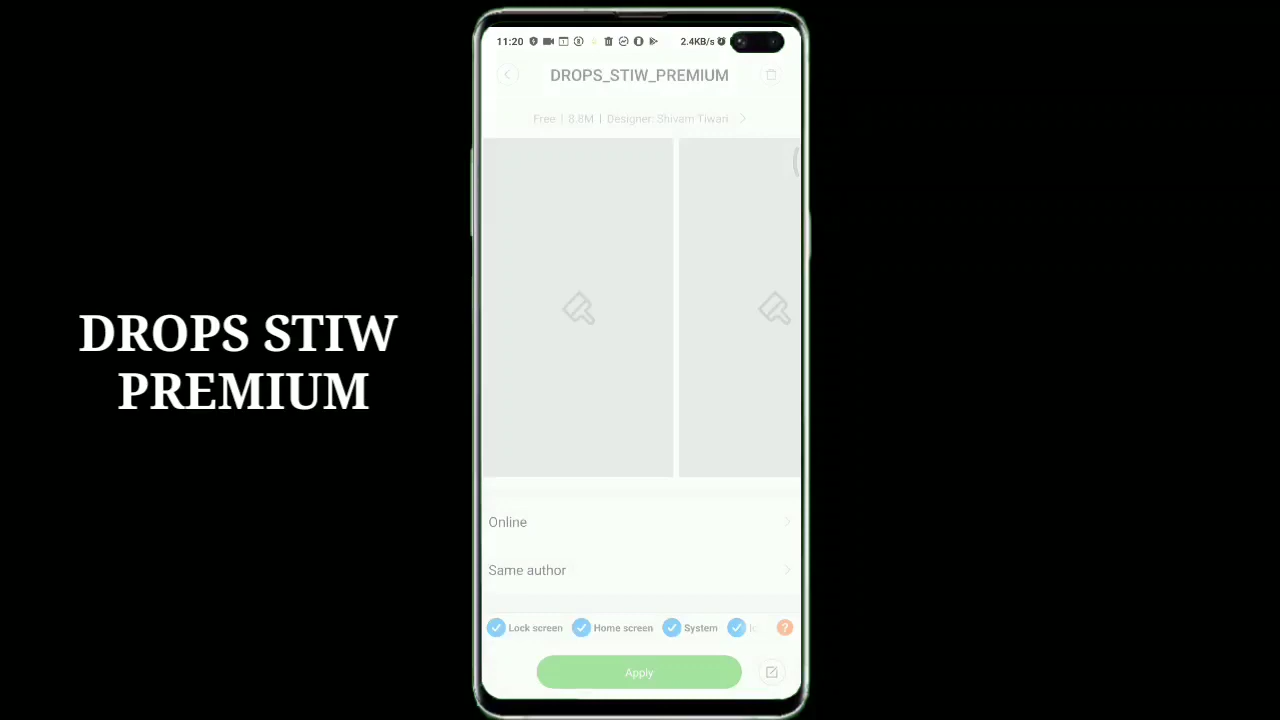 DROPS STIW
PREMIUM
11:20 2.4KB/s
DROPS_STIW_PREMIUM
Free | 8.8M | Designer: Shivam Tiwari
Online
Same author
Lock screen Home screen System
Apply